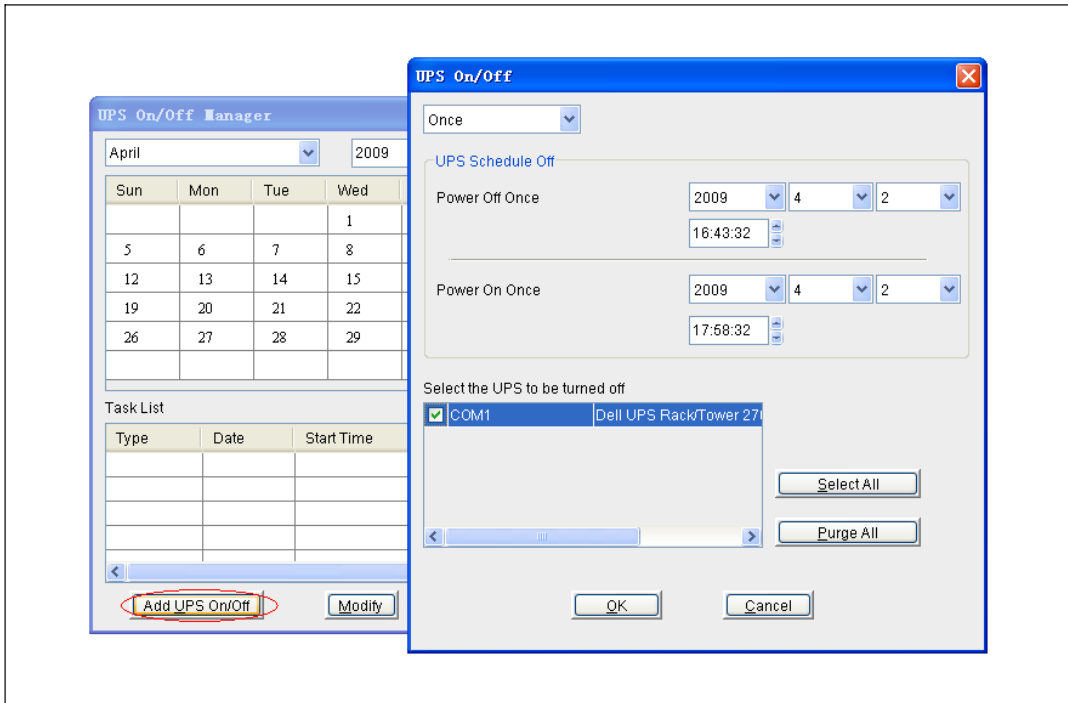 UPS On/Off Manager
April 2009
Sun Mon Tue Wed
1
5 6 7 8
12 13 14 15
19 20 21 22
26 27 28 29
Task List
Type Date Start Time
Add UPS On/Off Modify
UPS On/Off
Once
UPS Schedule Off
Power Off Once 2009 4 2
16:43:32
Power On Once 2009 4 2
17:58:32
Select the UPS to be turned off
COM1 Dell UPS Rack/Tower 27
Select All
Purge All
OK Cancel